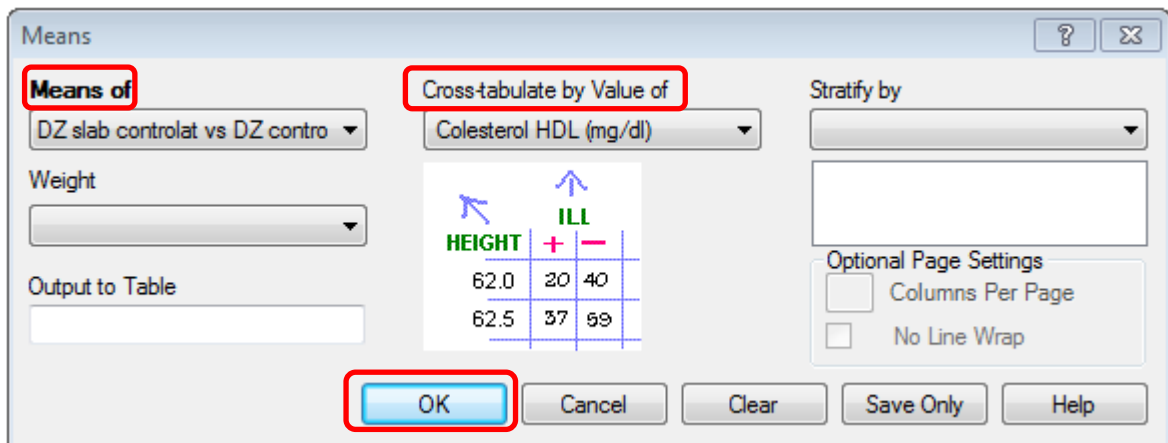 Means
Means of
Cross-tabulate by Value of
Stratify by
DZ slab controlat vs DZ contro
Colesterol HDL (mg/dl)
Weight
ILL
HEIGHT + −
62.0 20 40
62.5 37 59
Output to Table
Optional Page Settings
Columns Per Page
No Line Wrap
OK
Cancel
Clear
Save Only
Help